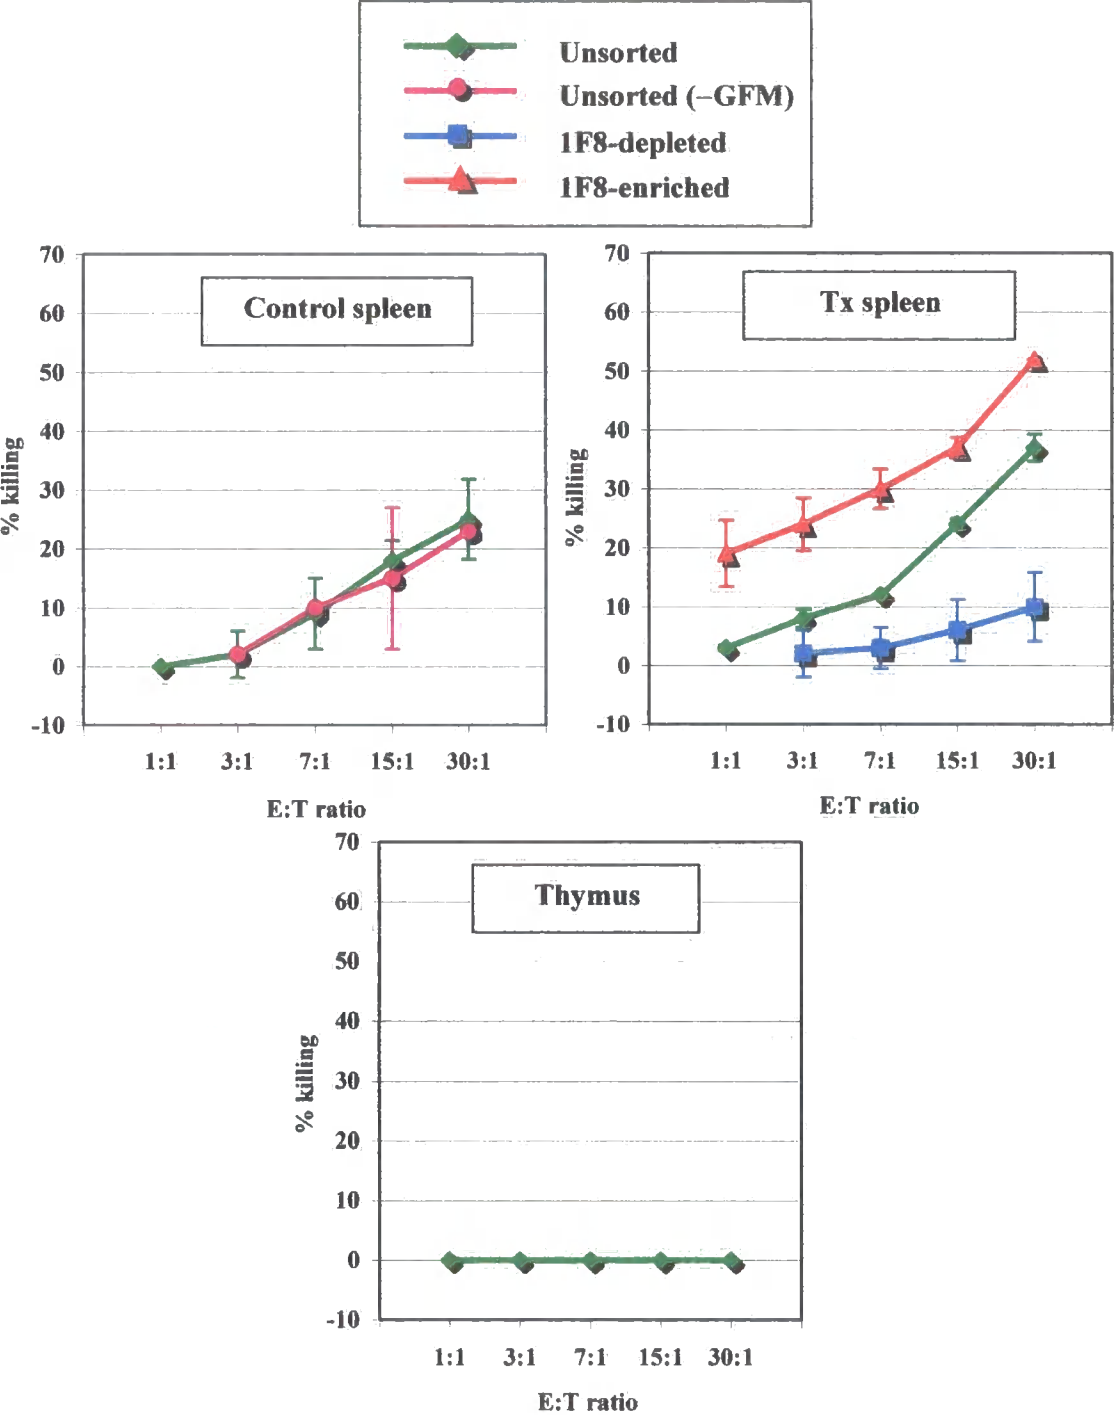 Unsorted
Unsorted (–GFM)
1F8-depleted
1F8-enriched
70
60
50
40
30
20
10
0
-10
% killing
Control spleen
1:1 3:1 7:1 15:1 30:1
E:T ratio
70
60
50
40
30
20
10
0
-10
% killing
Tx spleen
1:1 3:1 7:1 15:1 30:1
E:T ratio
70
60
50
40
30
20
10
0
-10
% killing
Thymus
1:1 3:1 7:1 15:1 30:1
E:T ratio